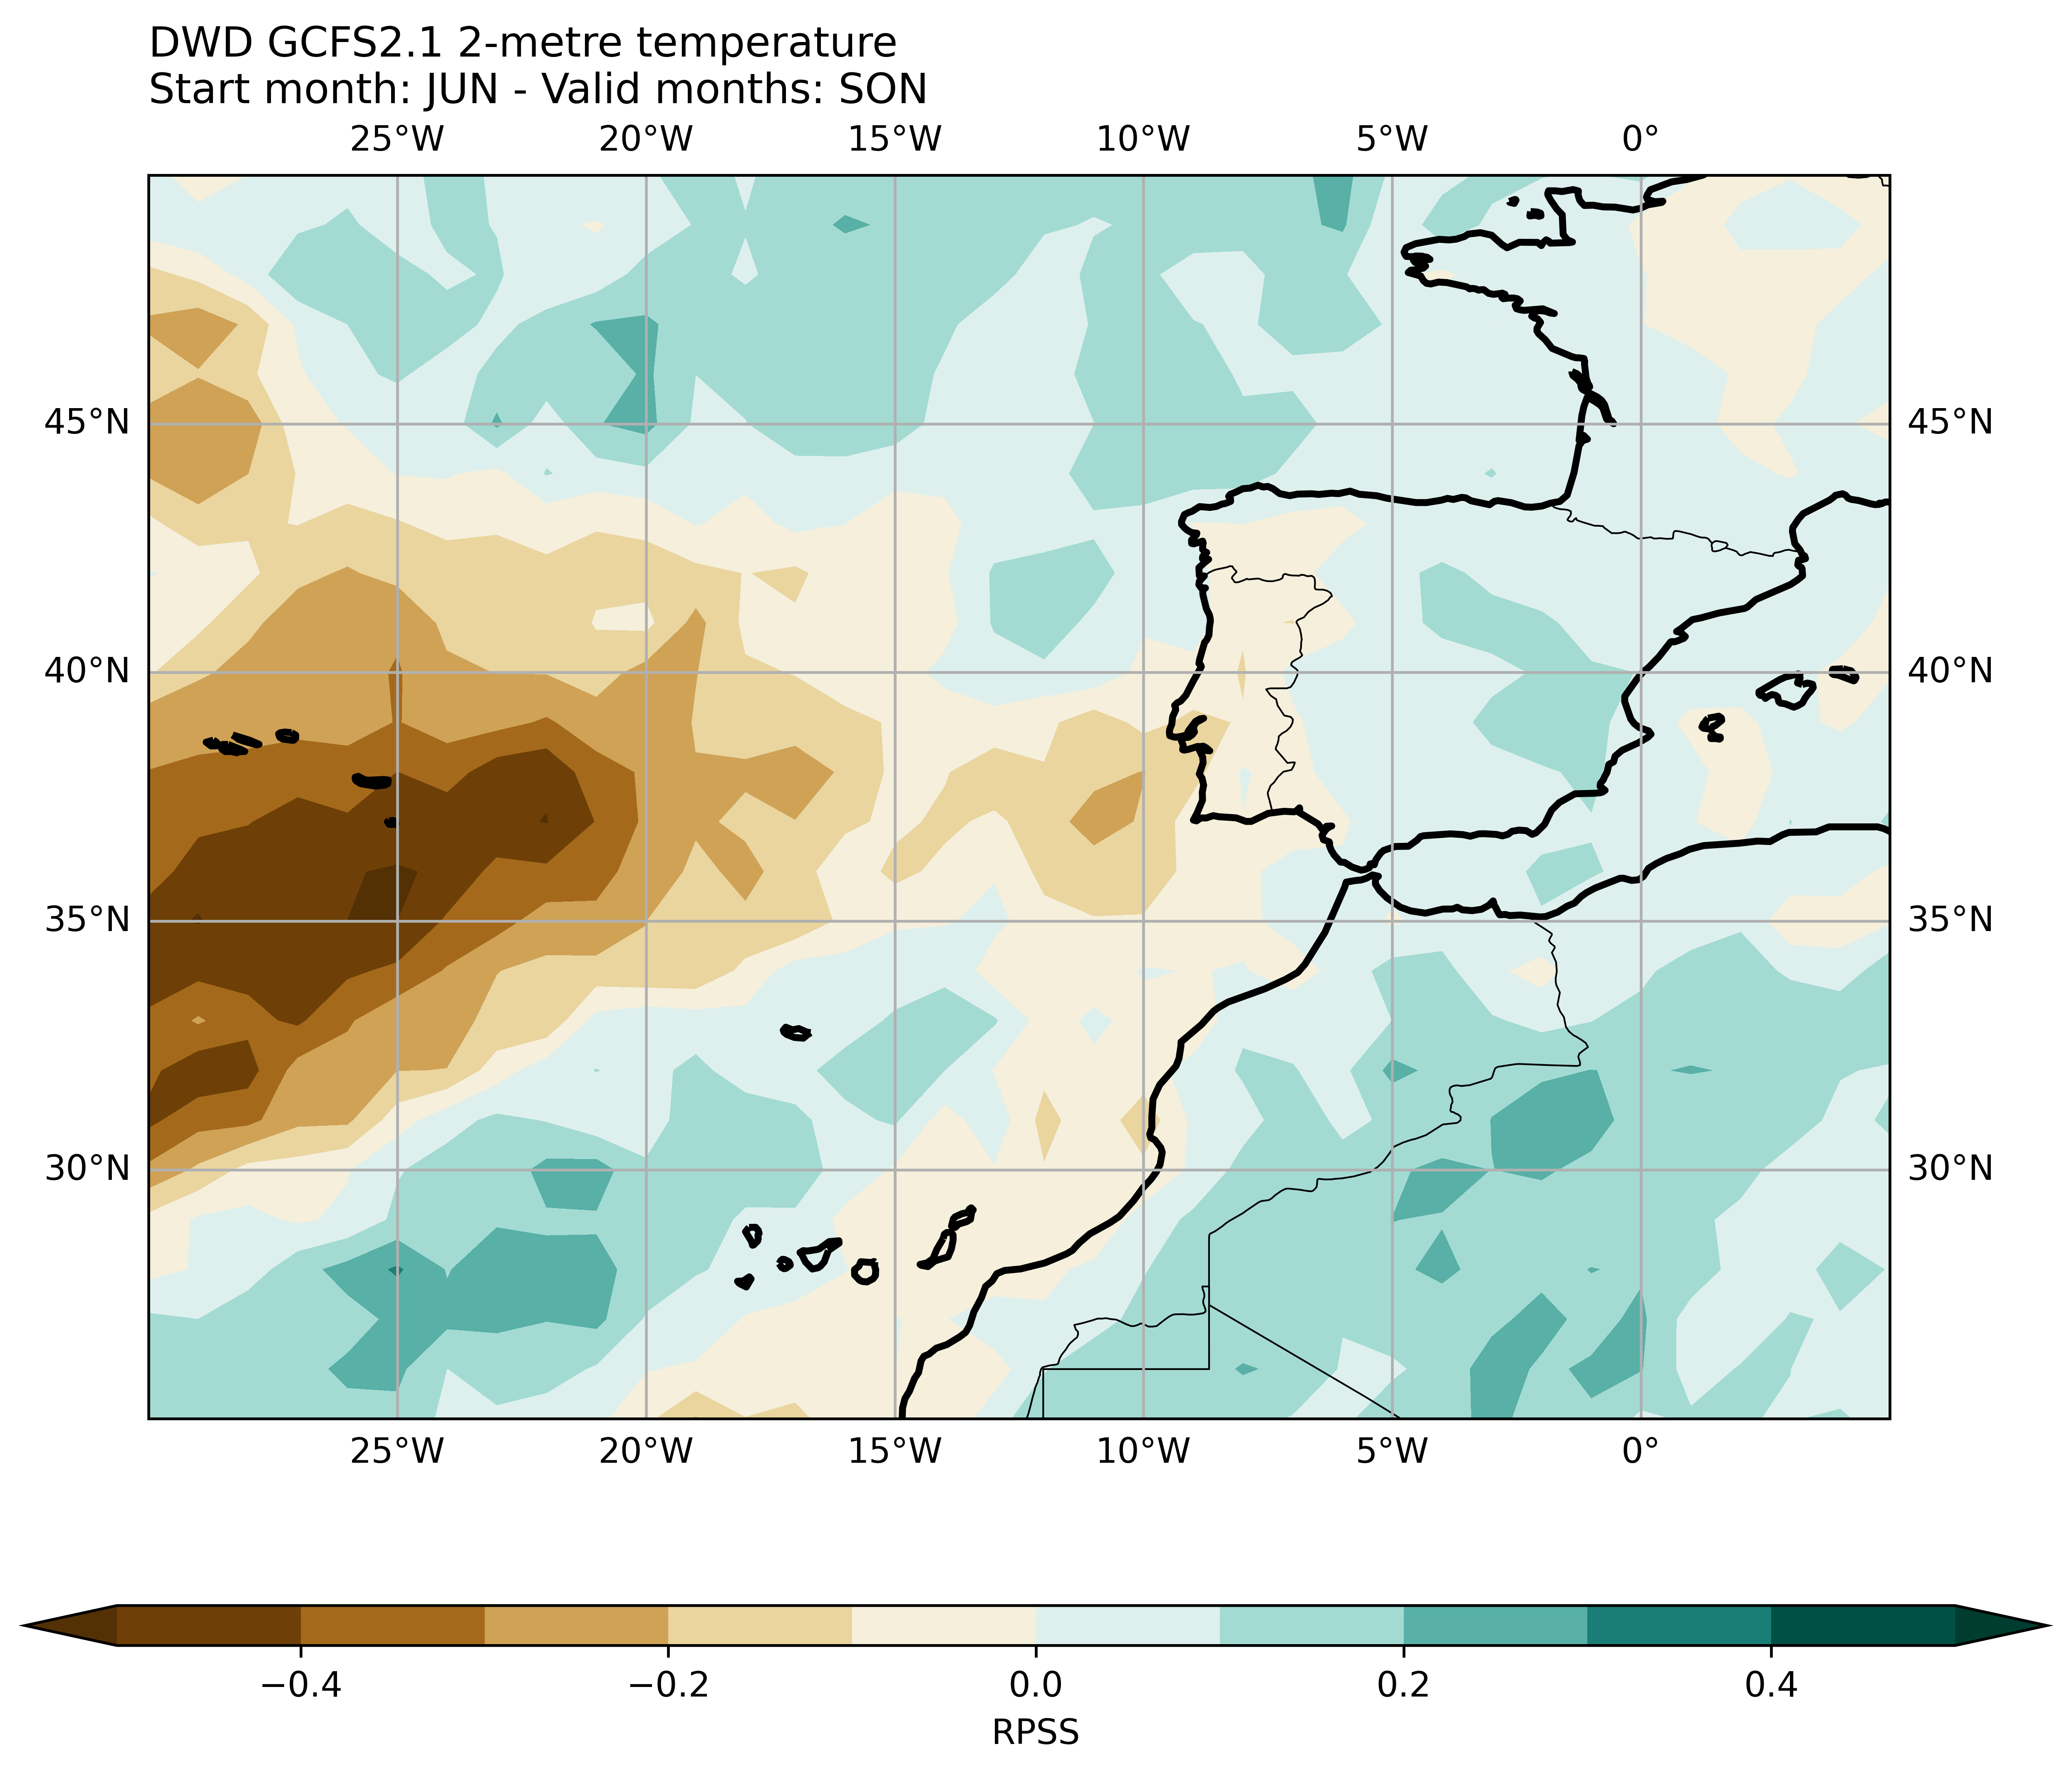 DWD GCFS2.1 2-metre temperature
Start month: JUN - Valid months: SON
25°W 20°W 15°W 10°W 5°W 0°
45°N 45°N
40°N 40°N
35°N 35°N
30°N 30°N
25°W 20°W 15°W 10°W 5°W 0°
−0.4 −0.2 0.0 0.2 0.4
RPSS